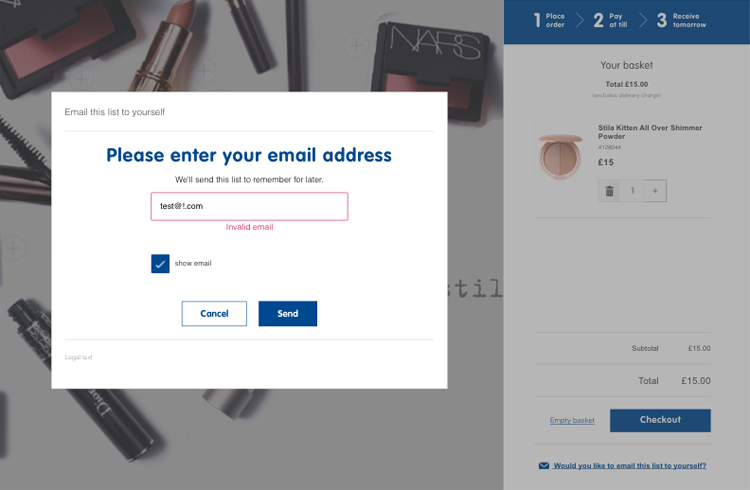 NARS
stil
Dior
Email this list to yourself
Please enter your email address
We'll send this list to remember for later.
test@!.com
Invalid email
show email
Cancel
Send
Legal text
1 Place order
2 Pay at till
3 Receive tomorrow
Your basket
Total £15.00
(excludes delivery charge)
Stila Kitten All Over Shimmer
Powder
4128044
£15
1 +
Subtotal £15.00
Total £15.00
Empty basket
Checkout
Would you like to email this list to yourself?